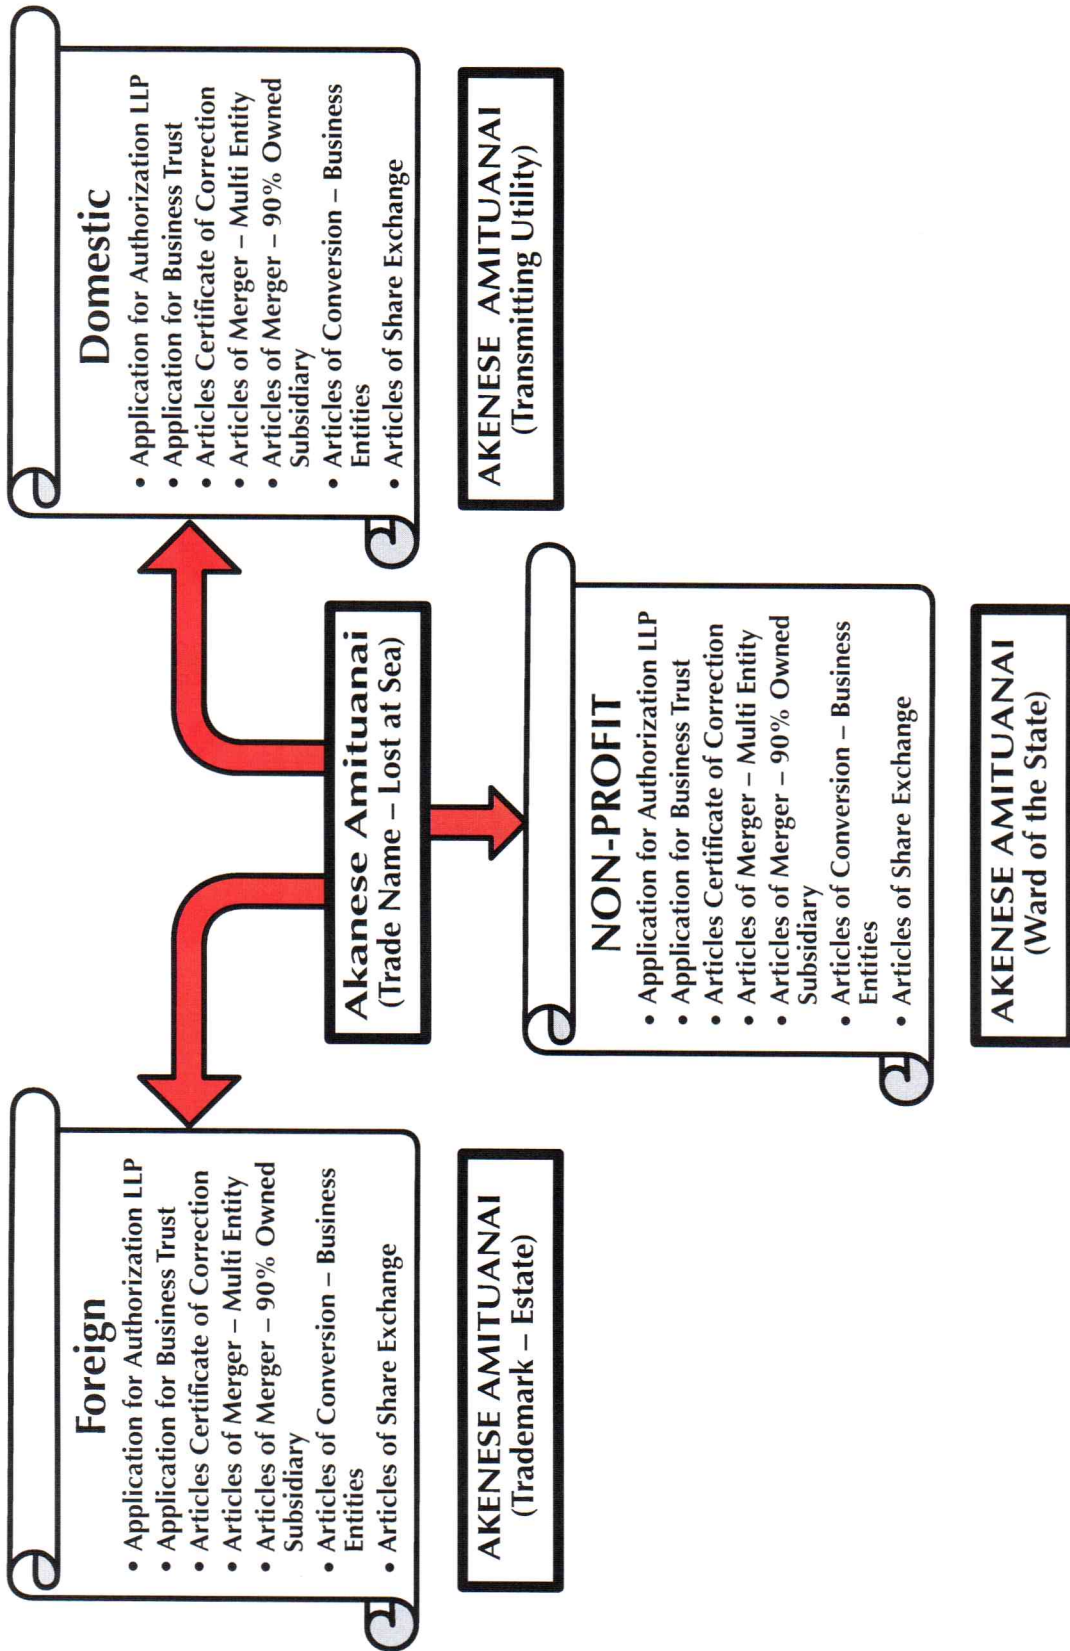 Foreign
• Application for Authorization LLP
• Application for Business Trust
• Articles Certificate of Correction
• Articles of Merger – Multi Entity
• Articles of Merger – 90% Owned
Subsidiary
• Articles of Conversion – Business
Entities
• Articles of Share Exchange
AKENESE AMITUANAI
(Trademark – Estate)
Akanese Amituanai
(Trade Name – Lost at Sea)
Domestic
• Application for Authorization LLP
• Application for Business Trust
• Articles Certificate of Correction
• Articles of Merger – Multi Entity
• Articles of Merger – 90% Owned
Subsidiary
• Articles of Conversion – Business
Entities
• Articles of Share Exchange
AKENESE AMITUANAI
(Transmitting Utility)
NON-PROFIT
• Application for Authorization LLP
• Application for Business Trust
• Articles Certificate of Correction
• Articles of Merger – Multi Entity
• Articles of Merger – 90% Owned
Subsidiary
• Articles of Conversion – Business
Entities
• Articles of Share Exchange
AKENESE AMITUANAI
(Ward of the State)